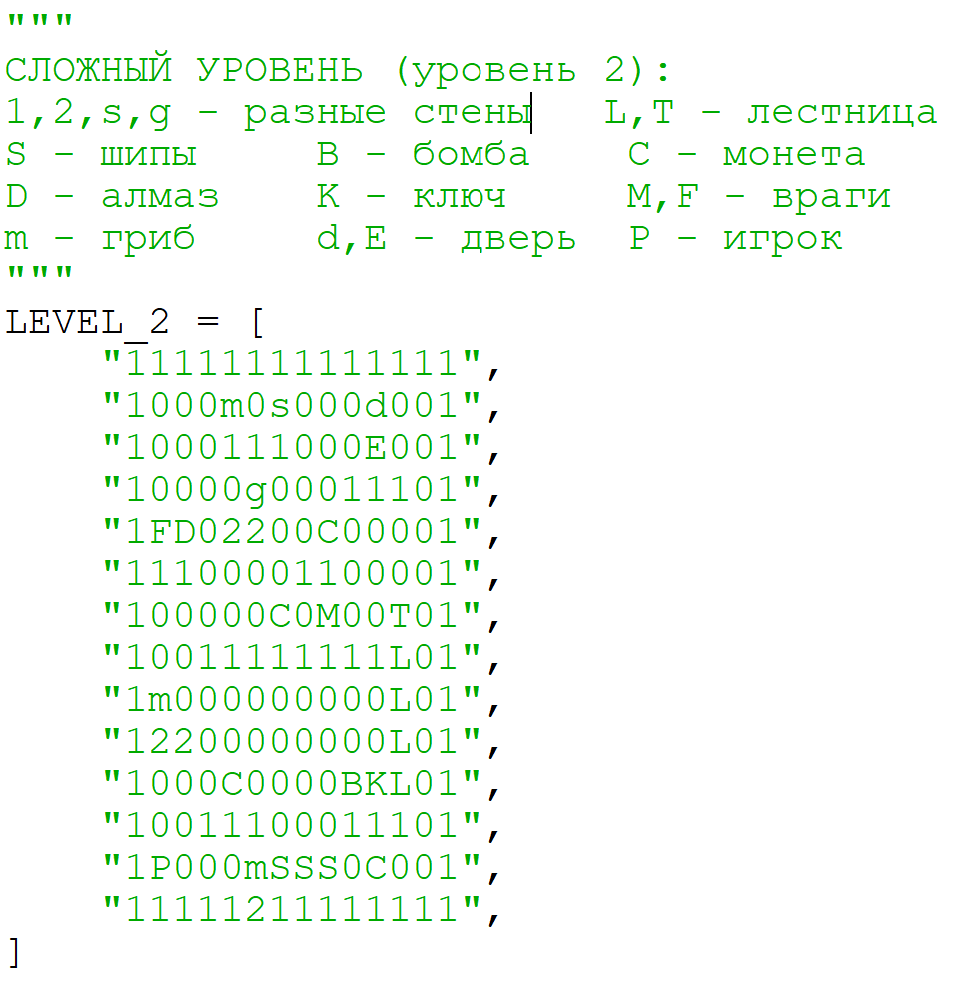 """
СЛОЖНЫЙ УРОВЕНЬ (уровень 2):
1,2,s,g - разные стены   L,T - лестница
S - шипы     B - бомба    C - монета
D - алмаз    K - ключ     M,F - враги
m - гриб     d,E - дверь  P - игрок
"""
LEVEL_2 = [
    "11111111111111",
    "1000m0s000d001",
    "1000111000E001",
    "10000g00011101",
    "1FD02200C00001",
    "11100001100001",
    "100000C0M00T01",
    "10011111111L01",
    "1m000000000L01",
    "12200000000L01",
    "1000C0000BKL01",
    "10011100011101",
    "1P000mSSS0C001",
    "11111211111111",
]